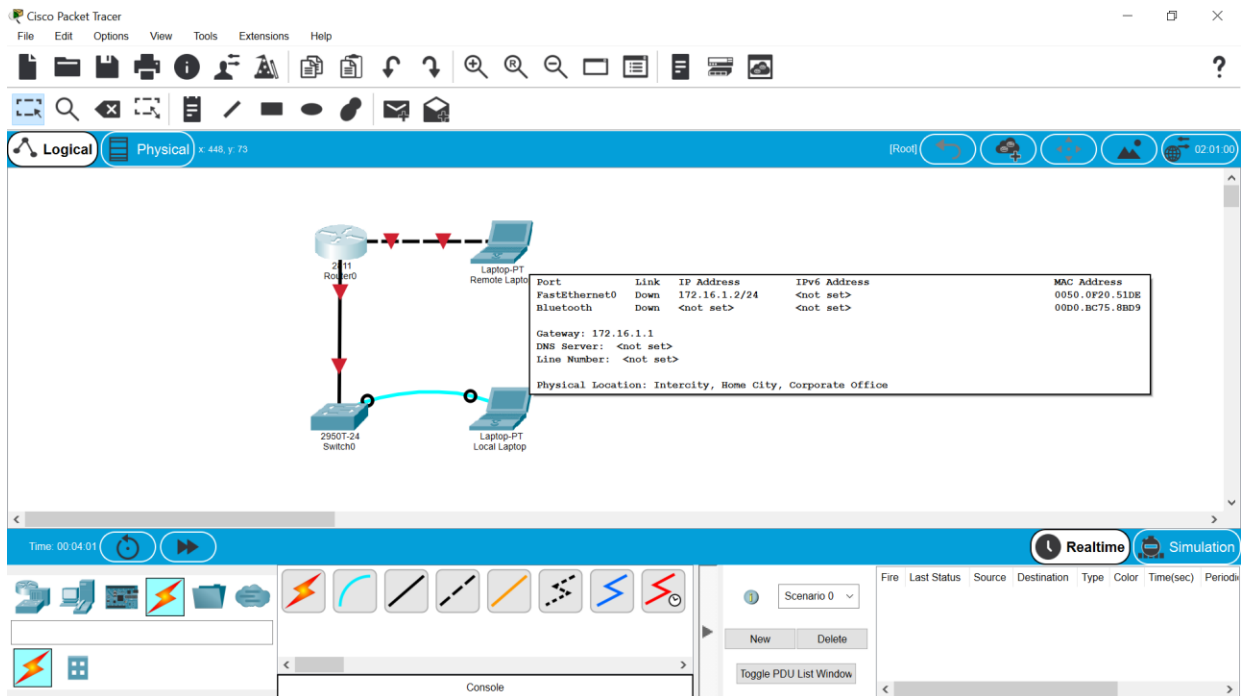 Cisco Packet Tracer
File Edit Options View Tools Extensions Help
?
Logical Physical x: 448, y: 73 [Root] 02:01:00
2811
Router0
Laptop-PT
Remote Lapto
Port Link IP Address IPv6 Address MAC Address
FastEthernet0 Down 172.16.1.2/24 <not set> 0050.0F20.51DE
Bluetooth Down <not set> <not set> 00D0.BC75.8BD9
Gateway: 172.16.1.1
DNS Server: <not set>
Line Number: <not set>
Physical Location: Intercity, Home City, Corporate Office
2950T-24
Switch0
Laptop-PT
Local Laptop
Time: 00:04:01 Realtime Simulation
Scenario 0
New Delete
Toggle PDU List Window
Fire Last Status Source Destination Type Color Time(sec) Periodi
Console